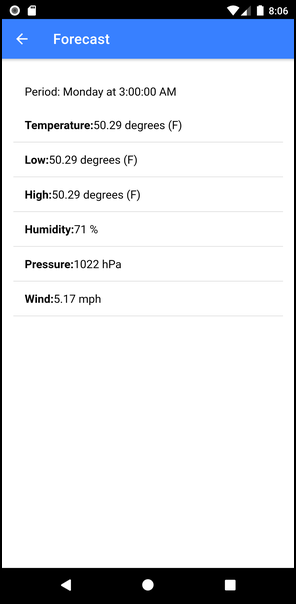 8:06
Forecast
Period: Monday at 3:00:00 AM
Temperature:50.29 degrees (F)
Low:50.29 degrees (F)
High:50.29 degrees (F)
Humidity:71 %
Pressure:1022 hPa
Wind:5.17 mph